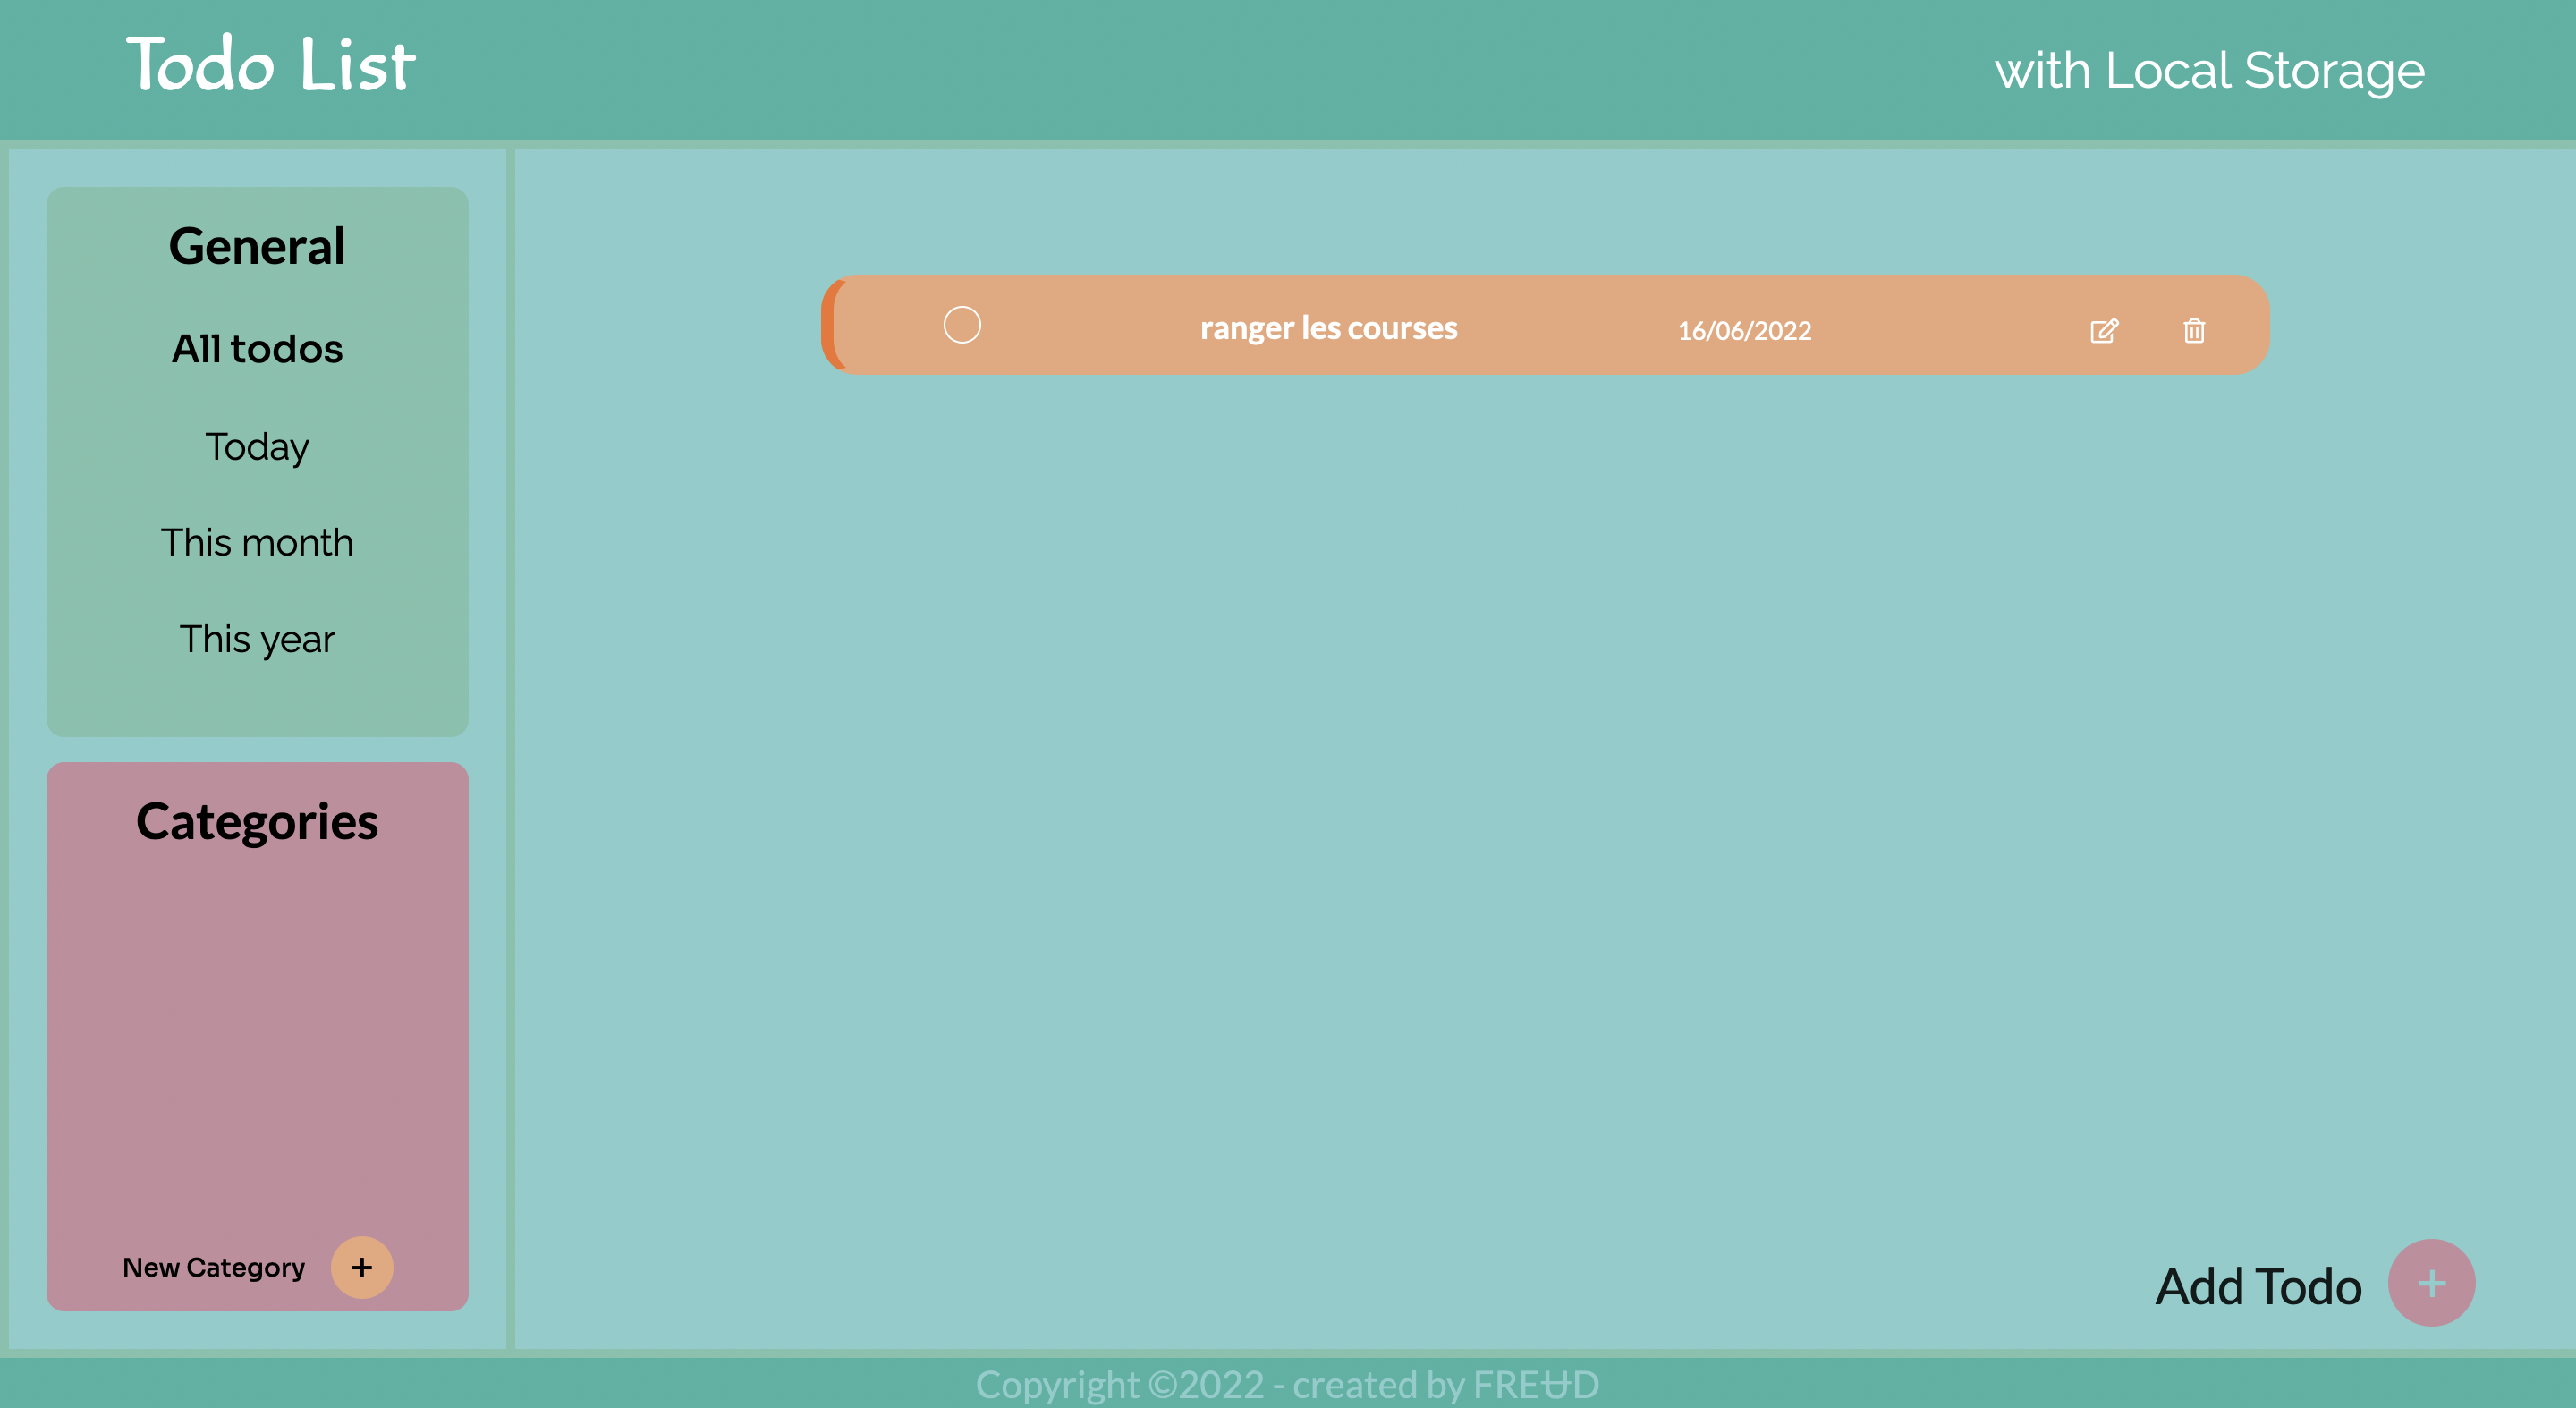 Todo List
with Local Storage
General
All todos
Today
This month
This year
Categories
New Category +
ranger les courses 16/06/2022
Add Todo +
Copyright ©2022 - created by FREɄD